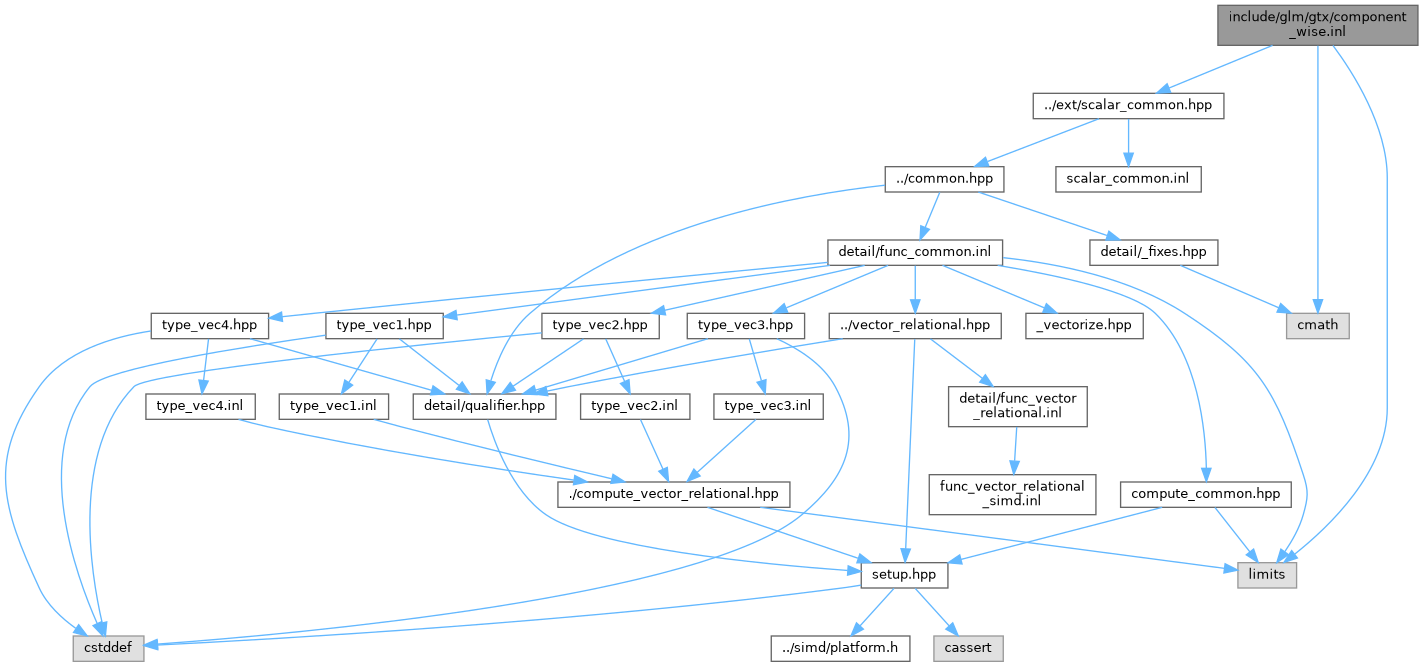 include/glm/gtx/component
_wise.inl
../ext/scalar_common.hpp
../common.hpp
scalar_common.inl
detail/func_common.inl
detail/_fixes.hpp
type_vec4.hpp
type_vec1.hpp
type_vec2.hpp
type_vec3.hpp
../vector_relational.hpp
_vectorize.hpp
cmath
type_vec4.inl
type_vec1.inl
detail/qualifier.hpp
type_vec2.inl
type_vec3.inl
detail/func_vector
_relational.inl
./compute_vector_relational.hpp
func_vector_relational
_simd.inl
compute_common.hpp
setup.hpp
limits
cstddef
../simd/platform.h
cassert